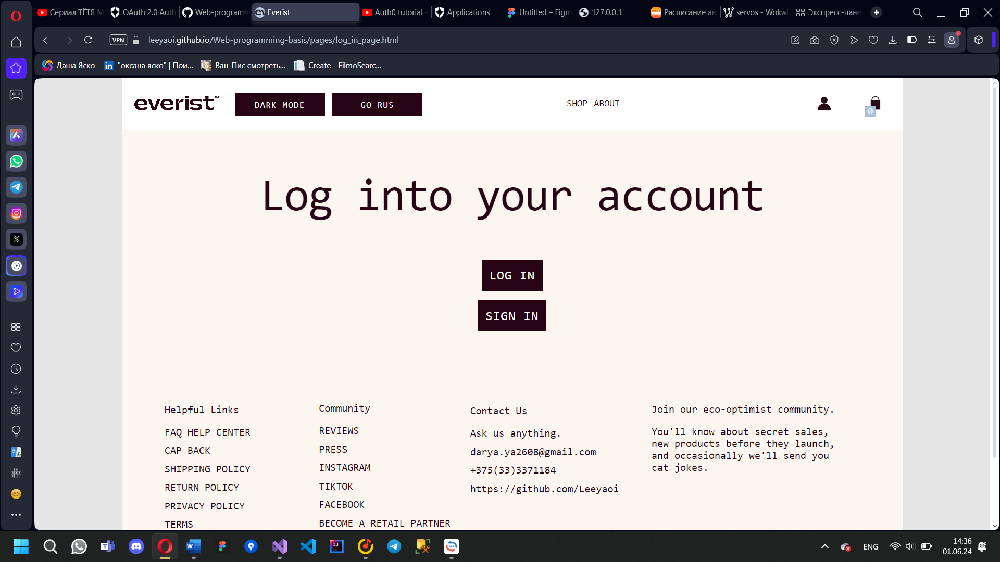 Сериал ТЁТЯ М
OAuth 2.0 Auth
Web-programm
Everist
Auth0 tutorial -
Applications
Untitled – Figm
127.0.0.1
Расписание ав
servos - Wokwi
Экспресс-пане
VPN
leeyaoi.github.io/Web-programming-basis/pages/log_in_page.html
Даша Яско
"оксана яско" | Пои...
Ван-Пис смотреть...
Create - FilmoSearc...
everist™
DARK MODE
GO RUS
SHOP ABOUT
0
Log into your account
LOG IN
SIGN IN
Helpful Links
FAQ HELP CENTER
CAP BACK
SHIPPING POLICY
RETURN POLICY
PRIVACY POLICY
TERMS
Community
REVIEWS
PRESS
INSTAGRAM
TIKTOK
FACEBOOK
BECOME A RETAIL PARTNER
Contact Us
Ask us anything.
darya.ya2608@gmail.com
+375(33)3371184
https://github.com/Leeyaoi
Join our eco-optimist community.
You'll know about secret sales,
new products before they launch,
and occasionally we'll send you
cat jokes.
ENG
14:36
01.06.24